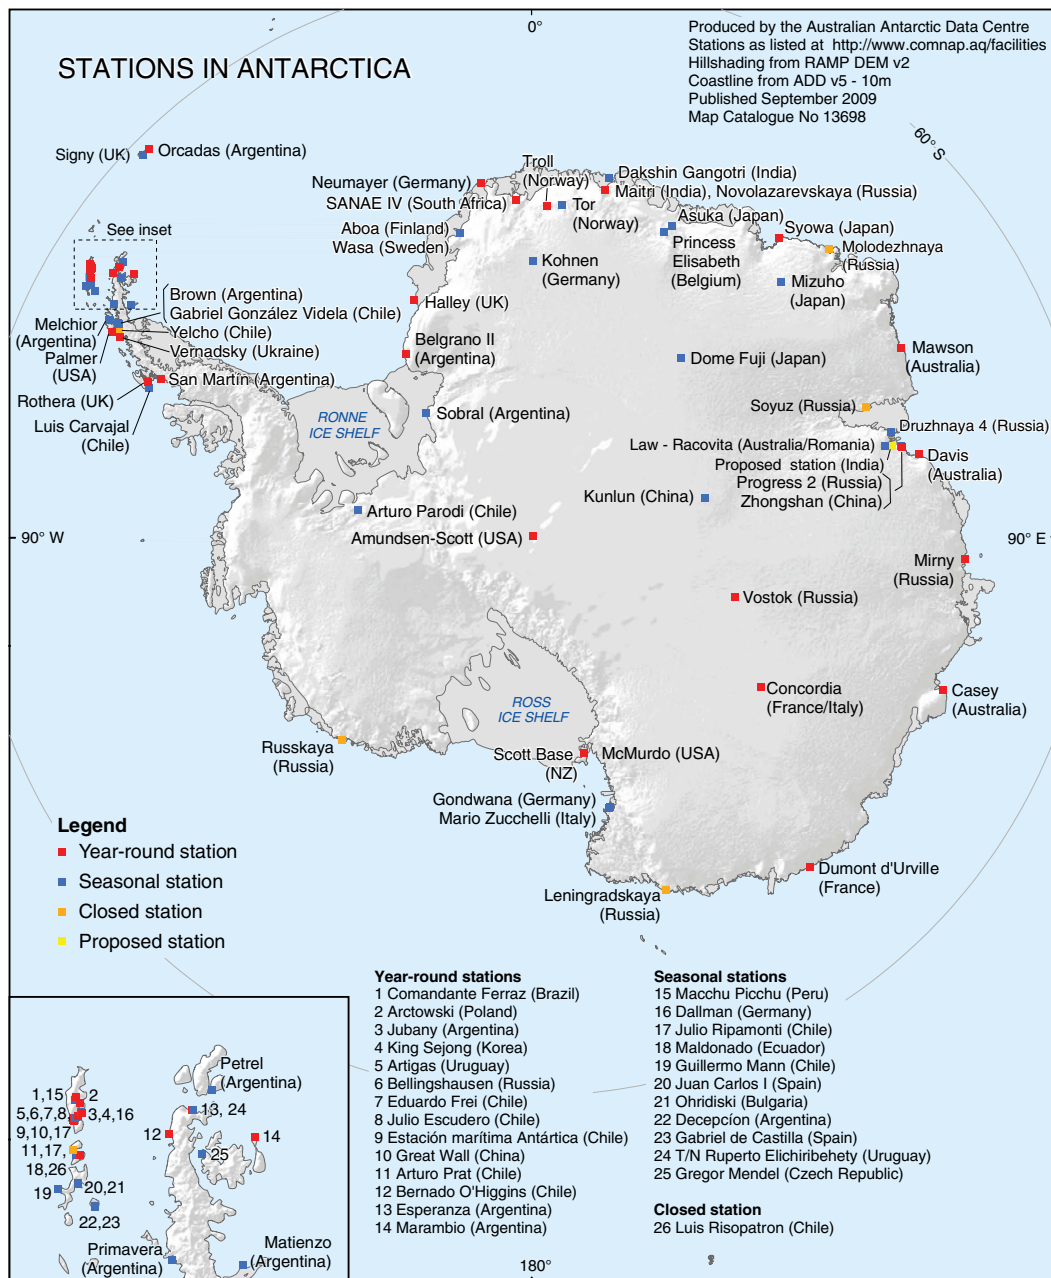 0°
Produced by the Australian Antarctic Data Centre
Stations as listed at http://www.comnap.aq/facilities
Hillshading from RAMP DEM v2
Coastline from ADD v5 - 10m
Published September 2009
Map Catalogue No 13698
STATIONS IN ANTARCTICA
60° S
Signy (UK)
Orcadas (Argentina)
Troll
(Norway)
Dakshin Gangotri (India)
Neumayer (Germany)
Maitri (India), Novolazarevskaya (Russia)
SANAE IV (South Africa)
Tor
(Norway)
Asuka (Japan)
Syowa (Japan)
Aboa (Finland)
Wasa (Sweden)
See inset
Princess
Elisabeth
(Belgium)
Molodezhnaya
(Russia)
Kohnen
(Germany)
Mizuho
(Japan)
Brown (Argentina)
Gabriel González Videla (Chile)
Halley (UK)
Melchior
(Argentina)
Yelcho (Chile)
Palmer
(USA)
Vernadsky (Ukraine)
Belgrano II
(Argentina)
Dome Fuji (Japan)
Mawson
(Australia)
San Martín (Argentina)
Rothera (UK)
Luis Carvajal
(Chile)
RONNE
ICE SHELF
Sobral (Argentina)
Soyuz (Russia)
Druzhnaya 4 (Russia)
Law - Racovita (Australia/Romania)
Davis
(Australia)
Proposed station (India)
Progress 2 (Russia)
Zhongshan (China)
Kunlun (China)
Arturo Parodi (Chile)
Amundsen-Scott (USA)
90° W
90° E
Mirny
(Russia)
Vostok (Russia)
Concordia
(France/Italy)
Casey
(Australia)
ROSS
ICE SHELF
Russkaya
(Russia)
Scott Base
(NZ)
McMurdo (USA)
Gondwana (Germany)
Mario Zucchelli (Italy)
Dumont d'Urville
(France)
Leningradskaya
(Russia)
Legend
Year-round station
Seasonal station
Closed station
Proposed station
Year-round stations
1 Comandante Ferraz (Brazil)
2 Arctowski (Poland)
3 Jubany (Argentina)
4 King Sejong (Korea)
5 Artigas (Uruguay)
6 Bellingshausen (Russia)
7 Eduardo Frei (Chile)
8 Julio Escudero (Chile)
9 Estación marítima Antártica (Chile)
10 Great Wall (China)
11 Arturo Prat (Chile)
12 Bernado O'Higgins (Chile)
13 Esperanza (Argentina)
14 Marambio (Argentina)
Seasonal stations
15 Macchu Picchu (Peru)
16 Dallman (Germany)
17 Julio Ripamonti (Chile)
18 Maldonado (Ecuador)
19 Guillermo Mann (Chile)
20 Juan Carlos I (Spain)
21 Ohridiski (Bulgaria)
22 Decepcíon (Argentina)
23 Gabriel de Castilla (Spain)
24 T/N Ruperto Elichiribehety (Uruguay)
25 Gregor Mendel (Czech Republic)
Closed station
26 Luis Risopatron (Chile)
Petrel
(Argentina)
1,15
2
5,6,7,8,
3,4,16
9,10,17
13, 24
12
14
11,17,
18,26
25
19
20,21
22,23
Primavera
(Argentina)
Matienzo
(Argentina)
180°